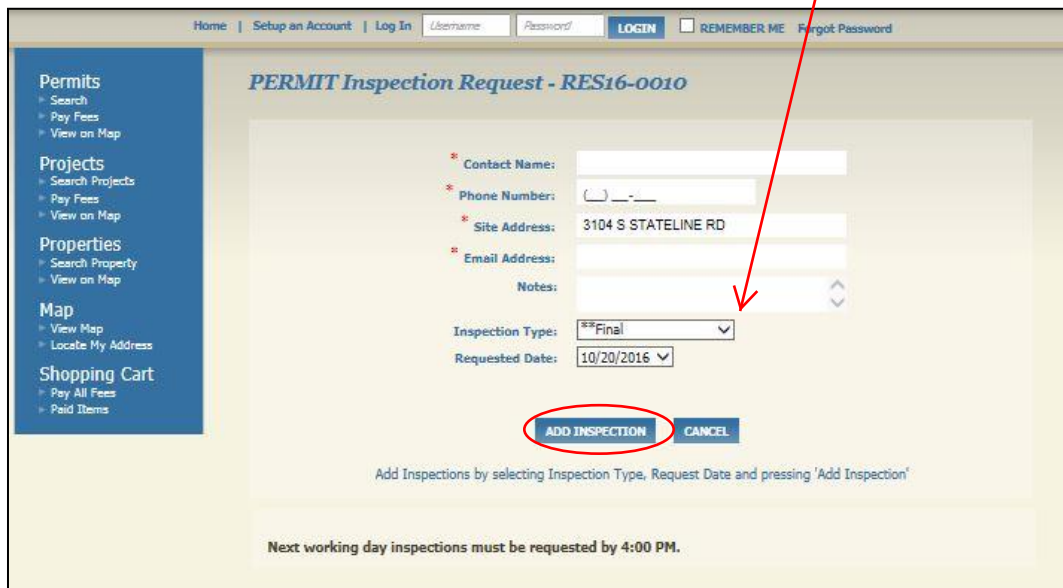 Home | Setup an Account | Log In Username Password LOGIN REMEMBER ME Forgot Password
Permits
Search
Pay Fees
View on Map
Projects
Search Projects
Pay Fees
View on Map
Properties
Search Property
View on Map
Map
View Map
Locate My Address
Shopping Cart
Pay All Fees
Paid Items
PERMIT Inspection Request - RES16-0010
* Contact Name:
* Phone Number: (__) __-___
* Site Address: 3104 S STATELINE RD
* Email Address:
Notes:
Inspection Type: **Final
Requested Date: 10/20/2016
ADD INSPECTION CANCEL
Add Inspections by selecting Inspection Type, Request Date and pressing 'Add Inspection'
Next working day inspections must be requested by 4:00 PM.